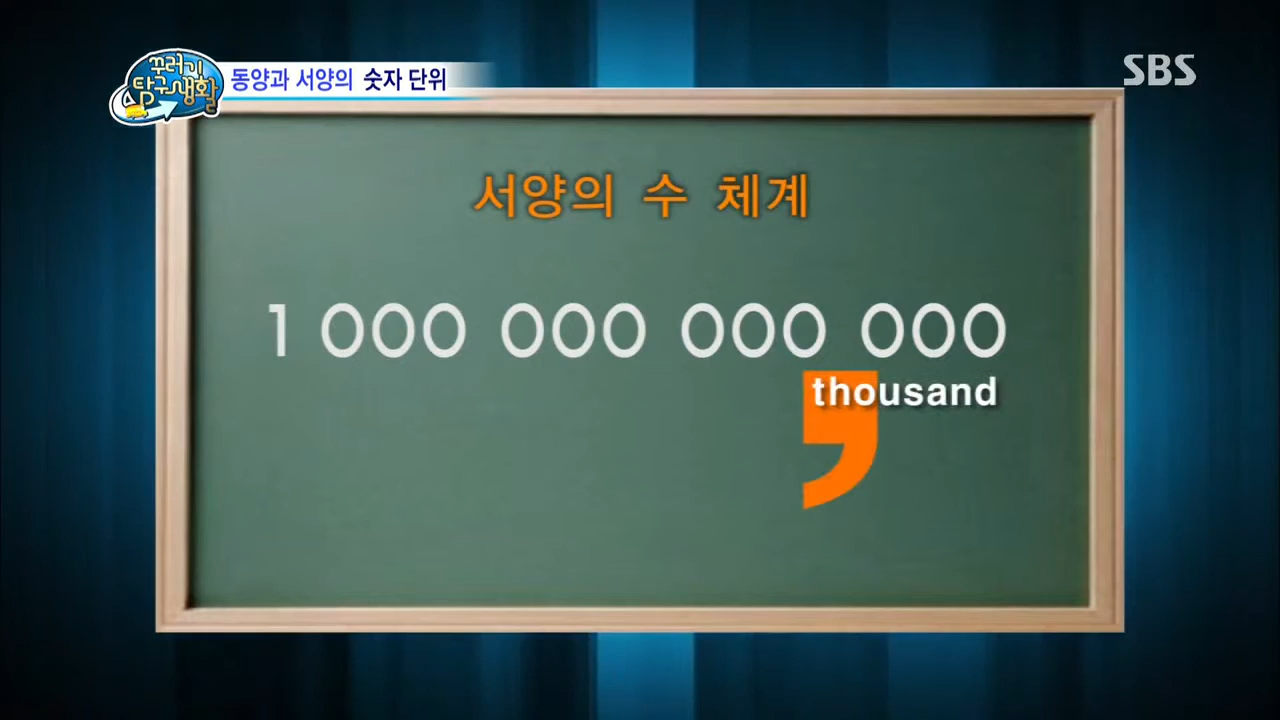 꾸러기
탐구생활
동양과 서양의 숫자 단위
SBS
서양의 수 체계
1 000 000 000 000
thousand
,